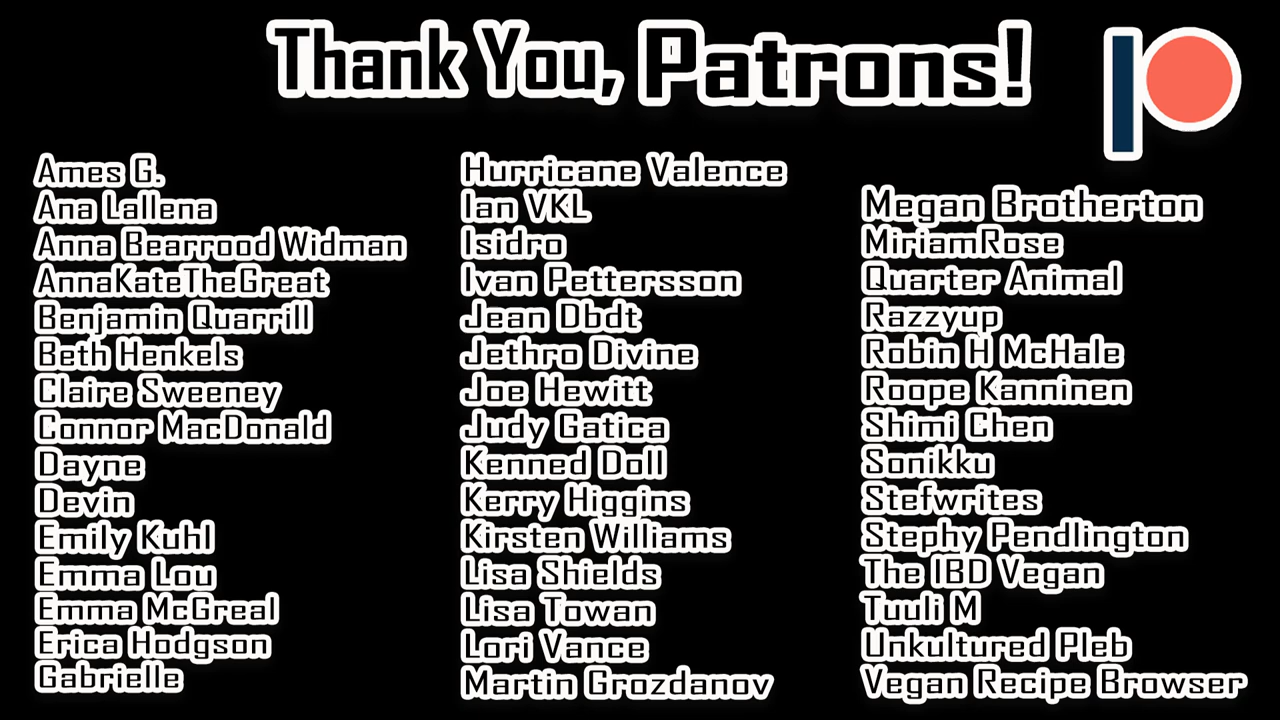 Thank You, Patrons!
Ames G.
Ana Lallena
Anna Bearrood Widman
AnnaKateTheGreat
Benjamin Quarrill
Beth Henkels
Claire Sweeney
Connor MacDonald
Dayne
Devin
Emily Kuhl
Emma Lou
Emma McGreal
Erica Hodgson
Gabrielle
Hurricane Valence
Ian VKL
Isidro
Ivan Pettersson
Jean Dbdt
Jethro Divine
Joe Hewitt
Judy Gatica
Kenned Doll
Kerry Higgins
Kirsten Williams
Lisa Shields
Lisa Towan
Lori Vance
Martin Grozdanov
Megan Brotherton
MiriamRose
Quarter Animal
Razzyup
Robin H McHale
Roope Kanninen
Shimi Chen
Sonikku
Stefwrites
Stephy Pendlington
The IBD Vegan
Tuuli M
Unkultured Pleb
Vegan Recipe Browser